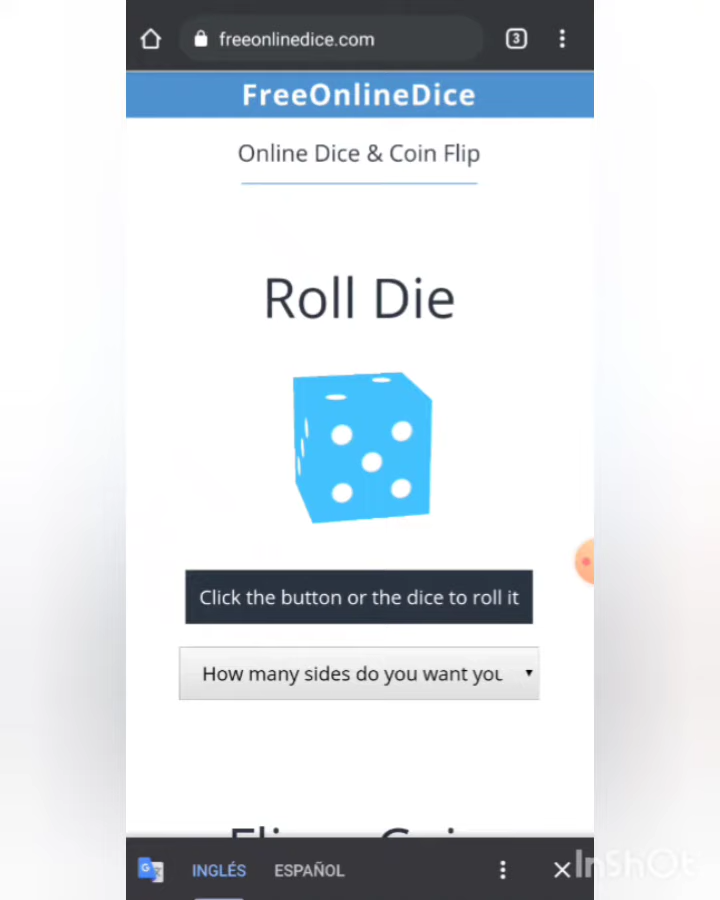 freeonlinedice.com
3
FreeOnlineDice
Online Dice & Coin Flip
Roll Die
Click the button or the dice to roll it
How many sides do you want you
INGLÉS ESPAÑOL
InShOt